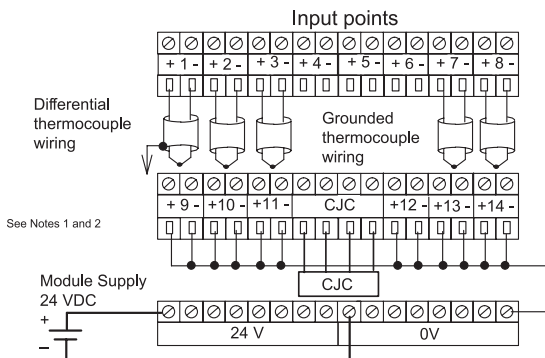 Input points
+ 1 - + 2 - + 3 - + 4 - + 5 - + 6 - + 7 - + 8 -
Differential
thermocouple
wiring
Grounded
thermocouple
wiring
+ 9 - +10 - +11 - CJC +12 - +13 - +14 -
See Notes 1 and 2
CJC
Module Supply
24 VDC
+
–
24 V 0V